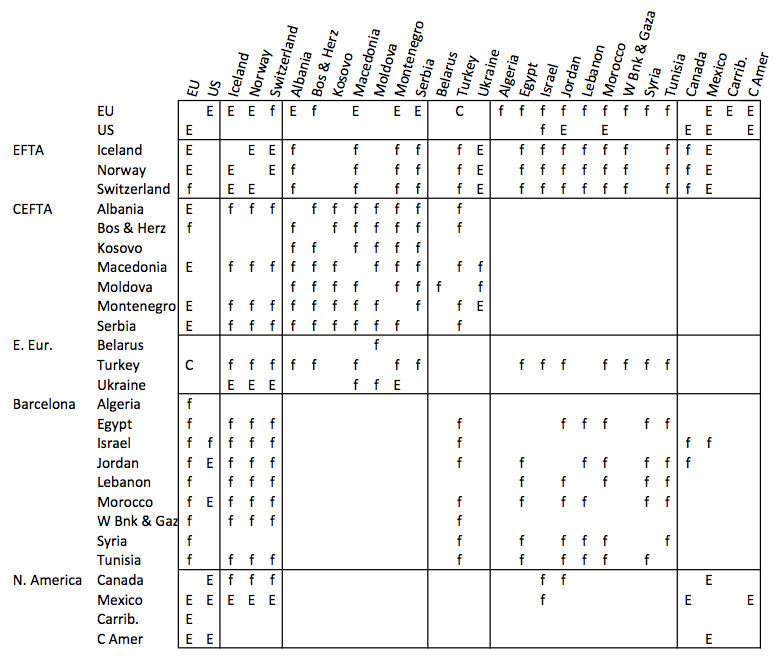 EU US Iceland Norway Switzerland Albania Bos & Herz Kosovo Macedonia Moldova Montenegro Serbia Belarus Turkey Ukraine Algeria Egypt Israel Jordan Lebanon Morocco W Bnk & Gaza Syria Tunisia Canada Mexico Carrib. C Amer
EU E E E f E f E E E C f f f f f f f f f E E E
US E f E E E E E
EFTA Iceland E E E f f f f f E f f f f f f f f E
Norway E E E f f f f f E f f f f f f f f E
Switzerland f E E f f f f f E f f f f f f f f E
CEFTA Albania E f f f f f f f f f f
Bos & Herz f f f f f f f f
Kosovo f f f f f f
Macedonia E f f f f f f f f f f f
Moldova f f f f f f f f
Montenegro E f f f f f f f f f f E
Serbia E f f f f f f f f f f
E. Eur. Belarus f
Turkey C f f f f f f f f f f f f f f f
Ukraine E E E f f E
Barcelona Algeria f
Egypt f f f f f f f f f f
Israel f f f f f f f f
Jordan f E f f f f f f f f f f
Lebanon f f f f f f f f f
Morocco f E f f f f f f f f f
W Bnk & Gaz f f f f f
Syria f f f f f f f
Tunisia f f f f f f f f f f
N. America Canada E f f f f f E
Mexico E E E E E f E E
Carrib. E
C Amer E E E